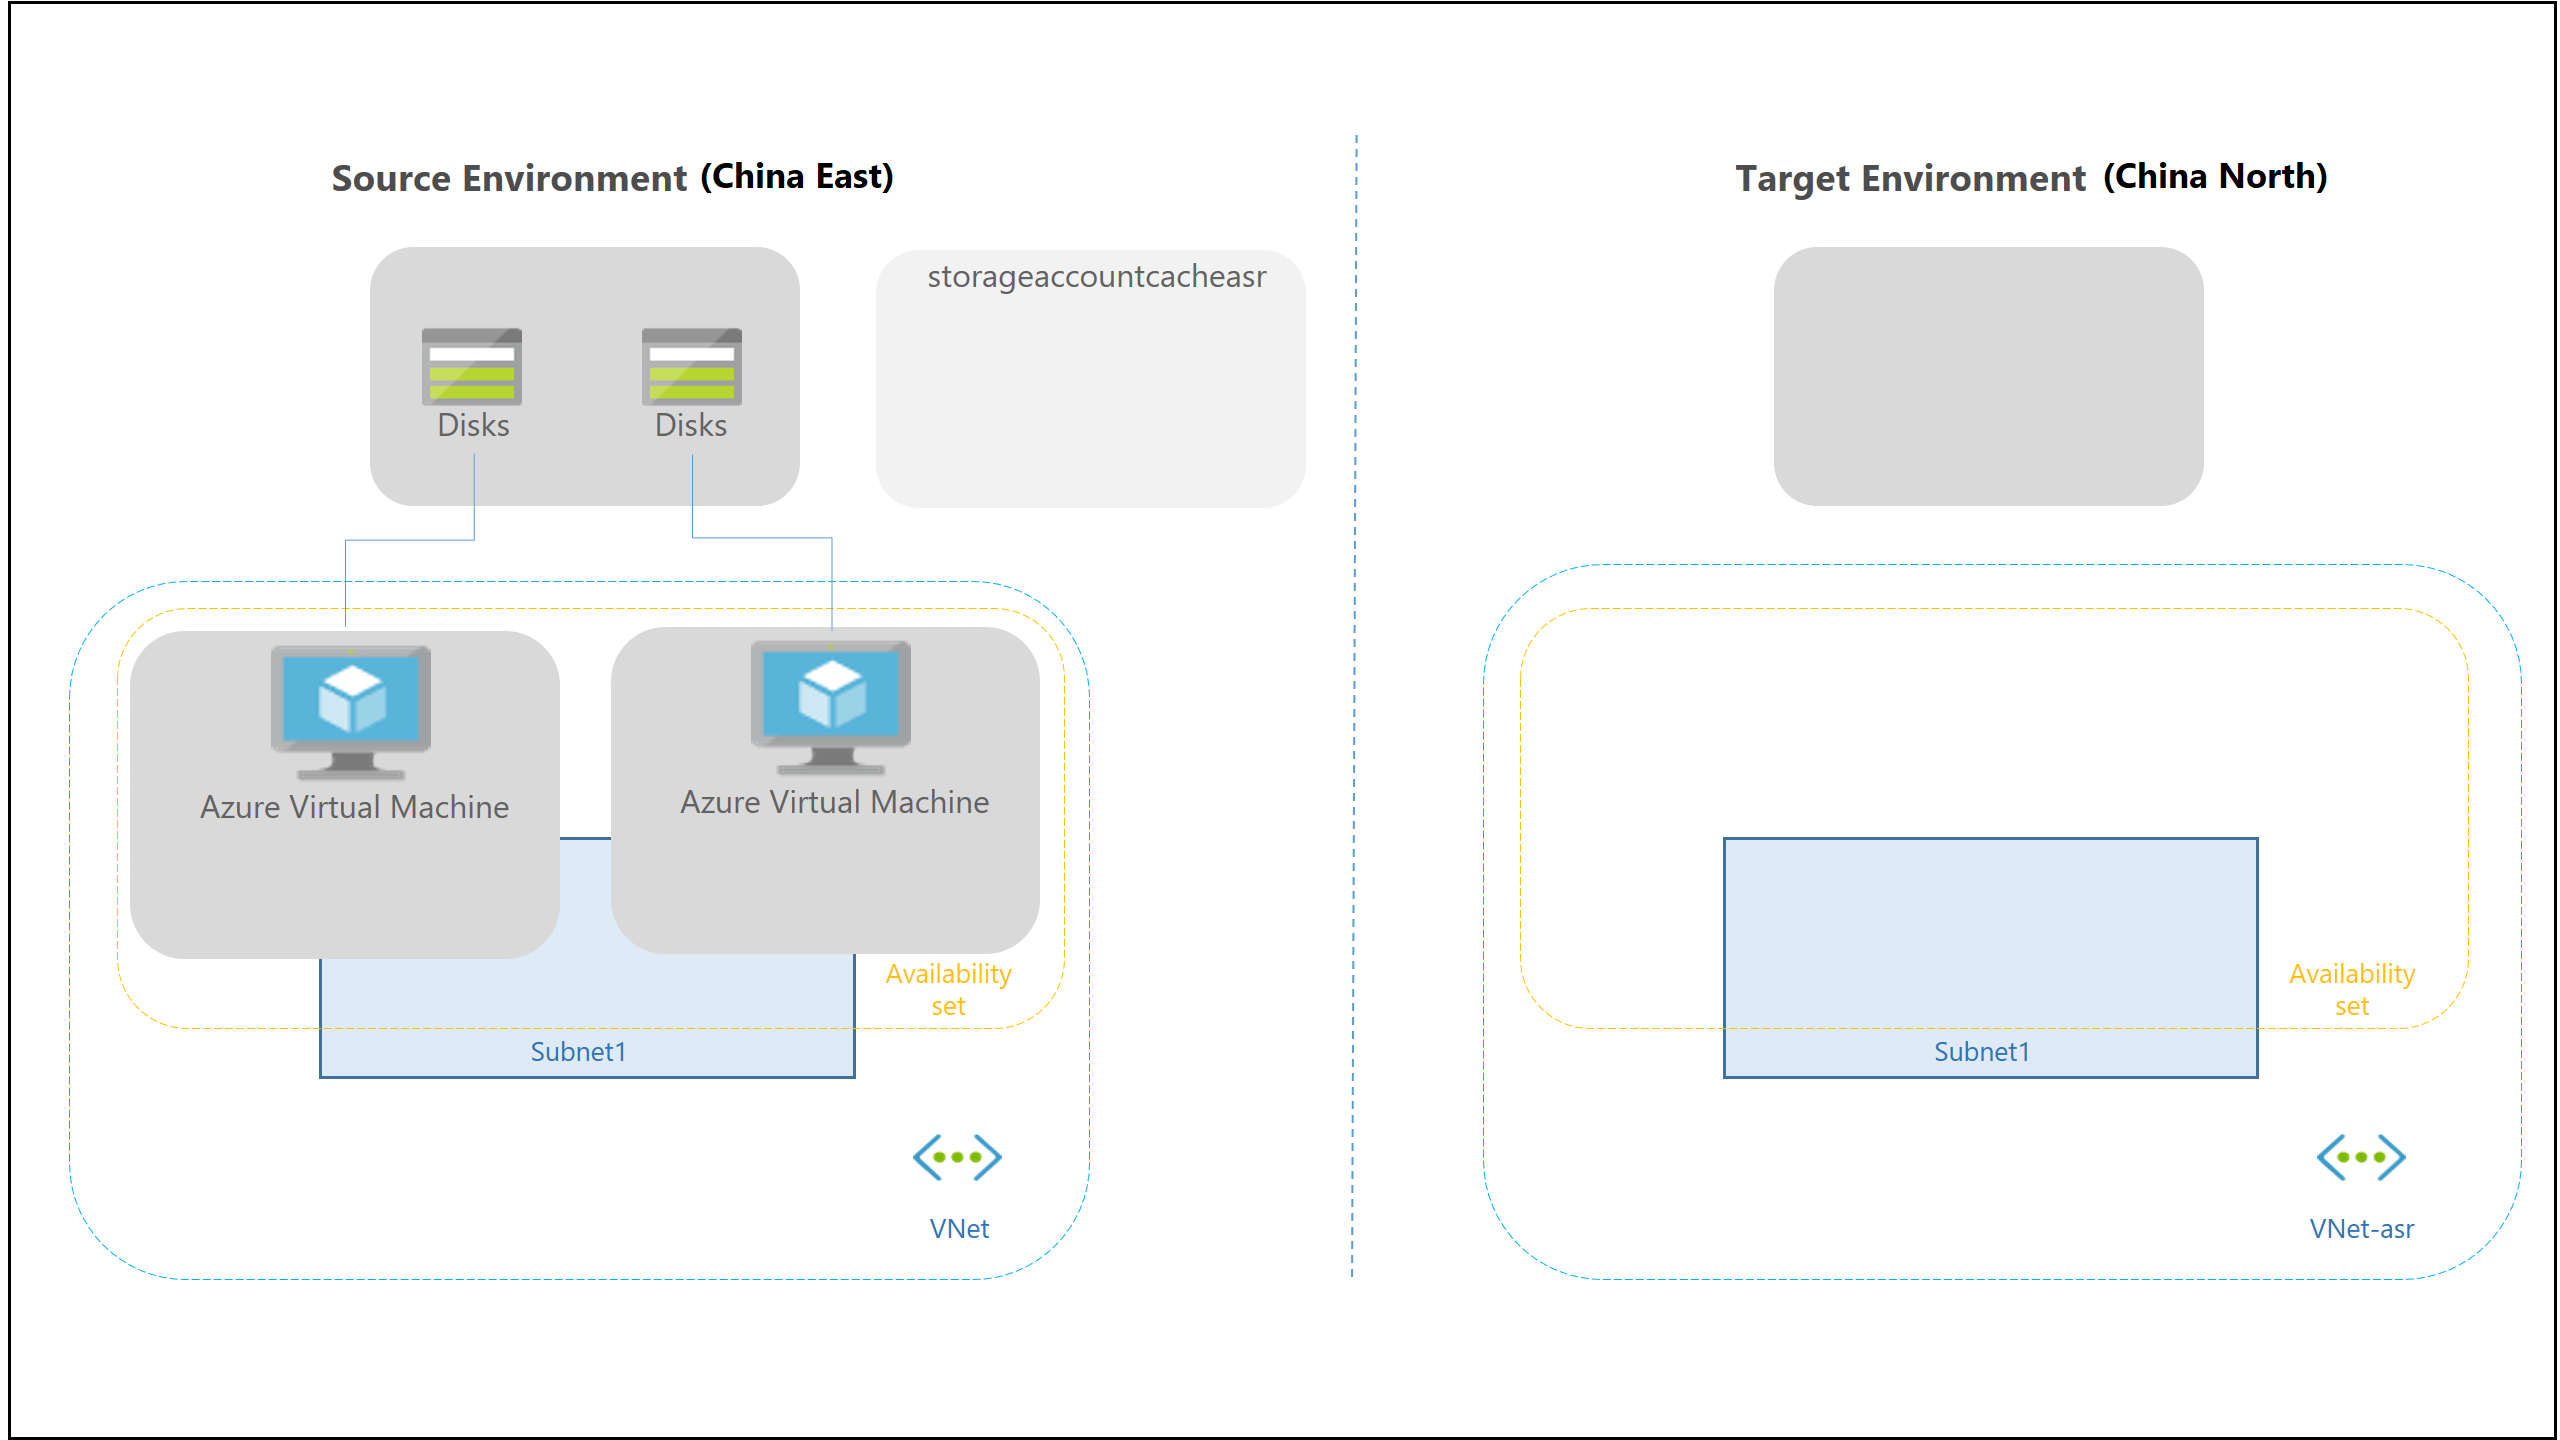 Source Environment (China East)
storageaccountcacheasr
Disks
Disks
Azure Virtual Machine
Azure Virtual Machine
Availability
set
Subnet1
VNet
Target Environment (China North)
Availability
set
Subnet1
VNet-asr